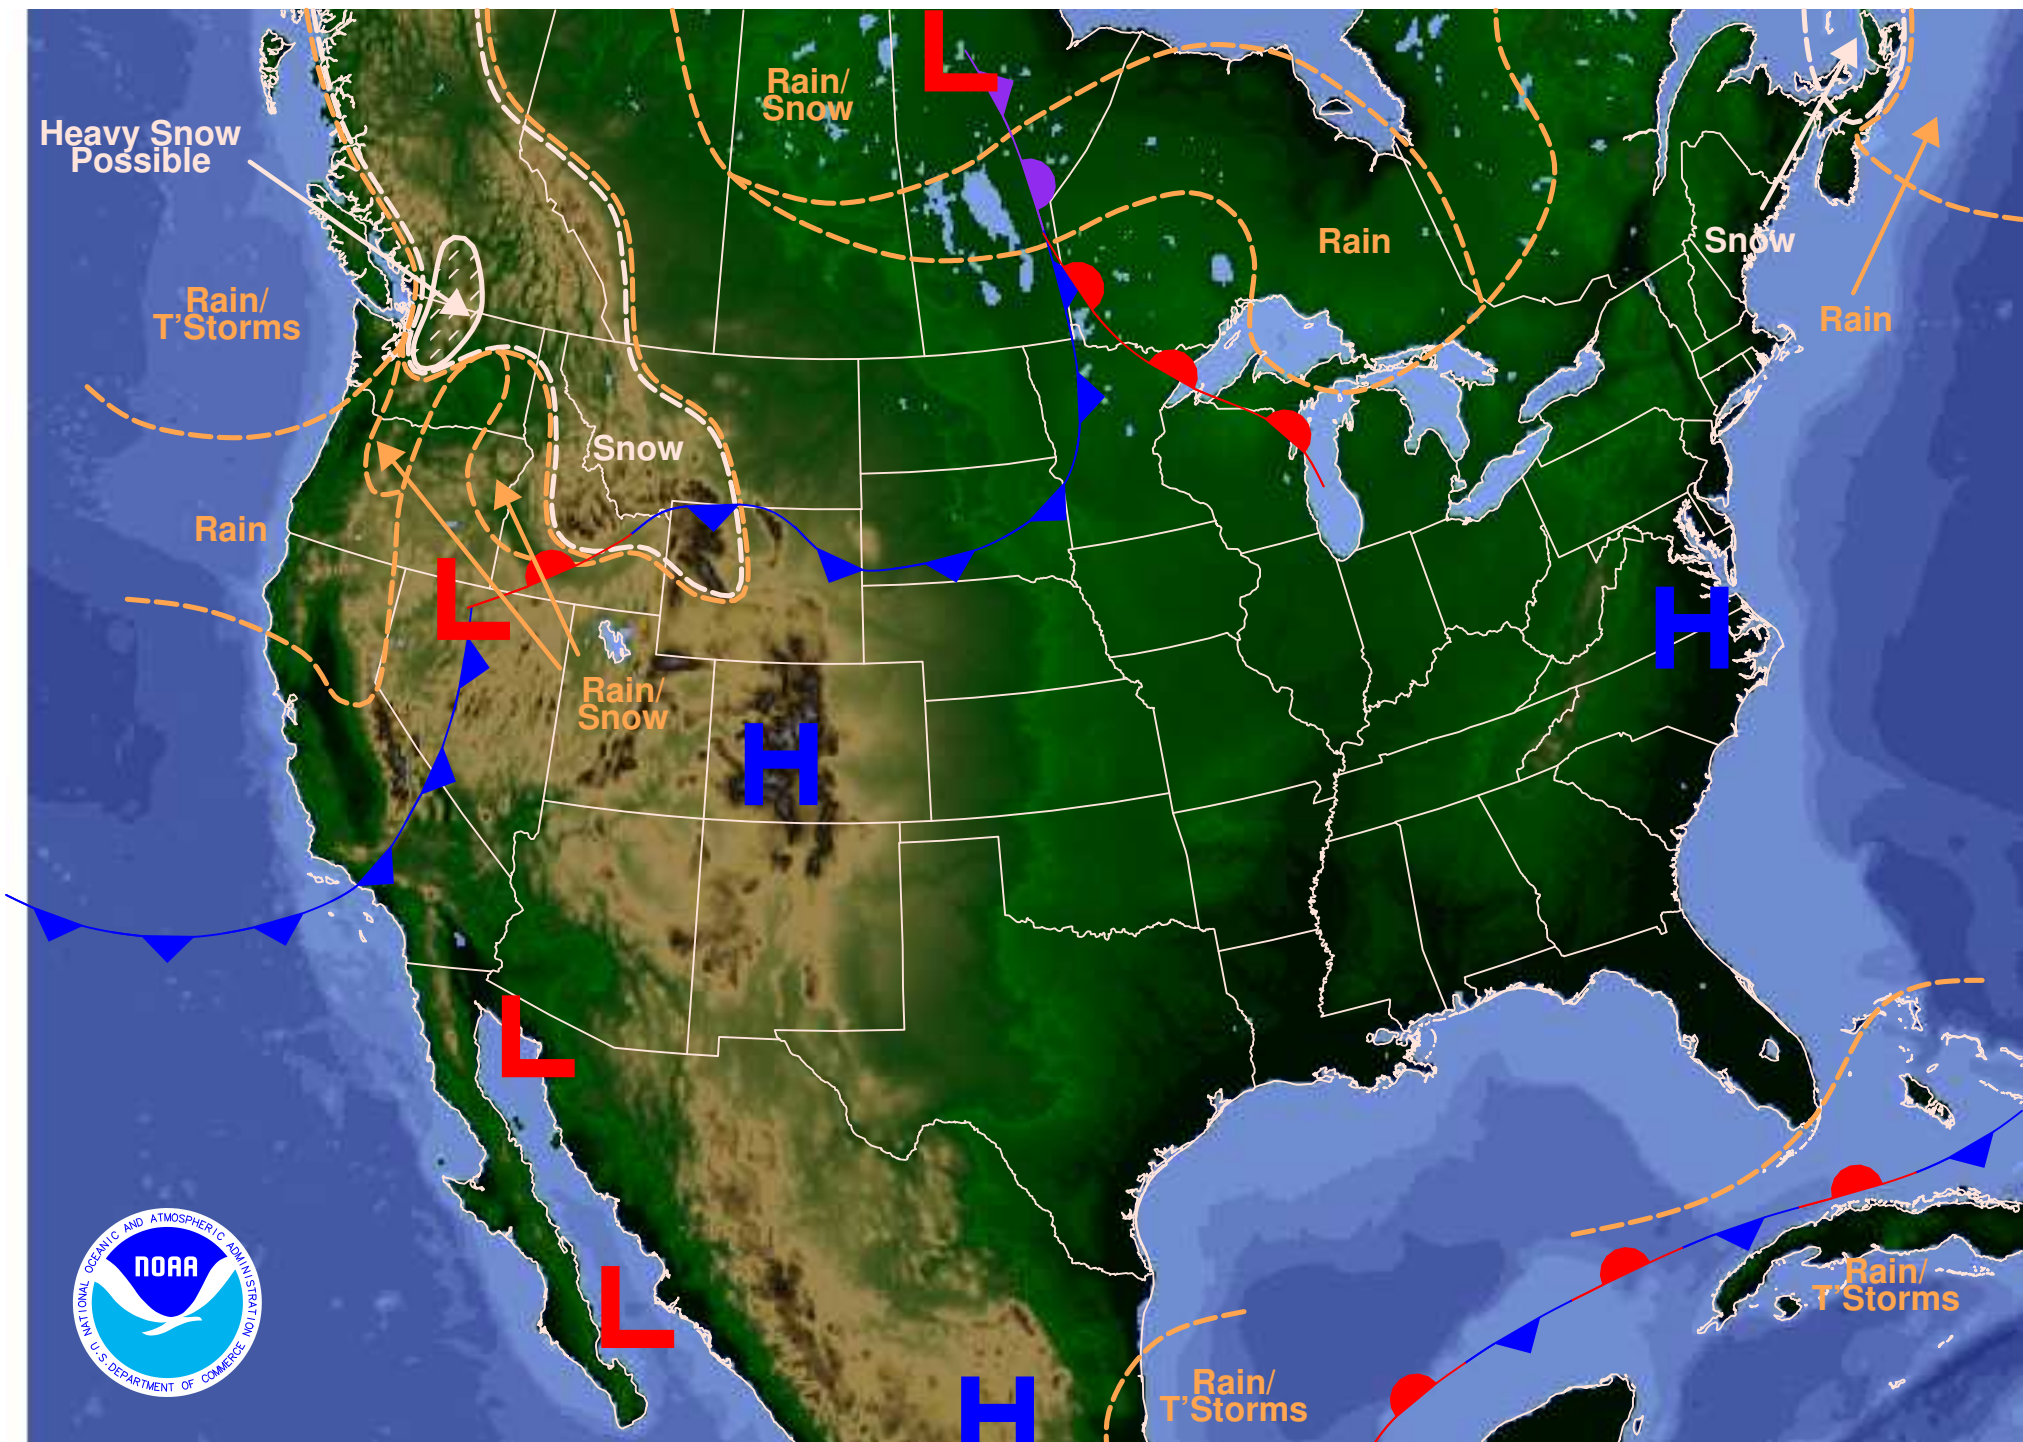 L
Rain/
Snow
Heavy Snow
Possible
Rain
Snow
Rain/
T'Storms
Rain
Snow
Rain
L
H
Rain/
Snow
H
L
L
NATIONAL OCEANIC AND ATMOSPHERIC ADMINISTRATION
NOAA
U.S. DEPARTMENT OF COMMERCE
Rain/
T'Storms
Rain/
T'Storms
H